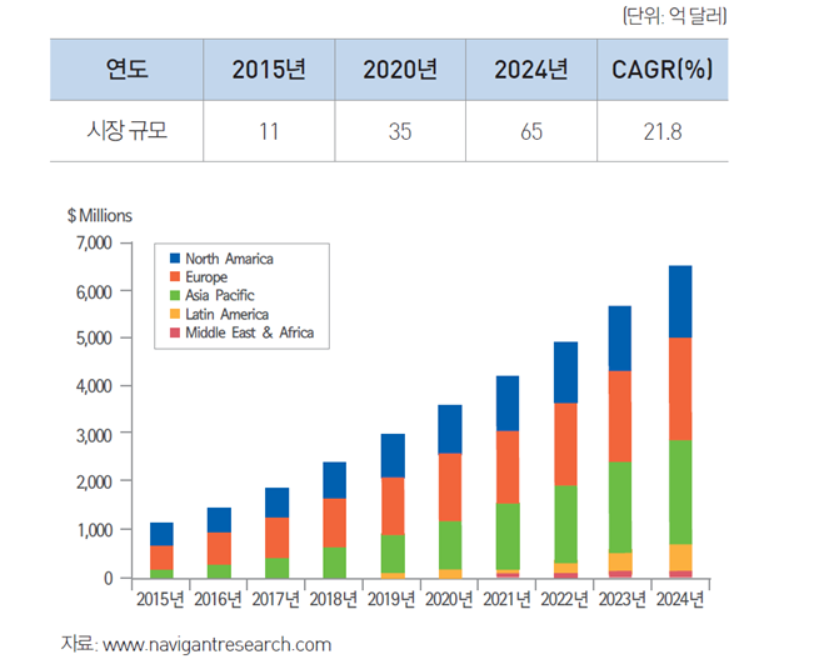 (단위: 억 달러)
연도 2015년 2020년 2024년 CAGR(%)
시장 규모 11 35 65 21.8
$ Millions
7,000
6,000
5,000
4,000
3,000
2,000
1,000
0
North Amarica
Europe
Asia Pacific
Latin America
Middle East & Africa
2015년 2016년 2017년 2018년 2019년 2020년 2021년 2022년 2023년 2024년
자료: www.navigantresearch.com